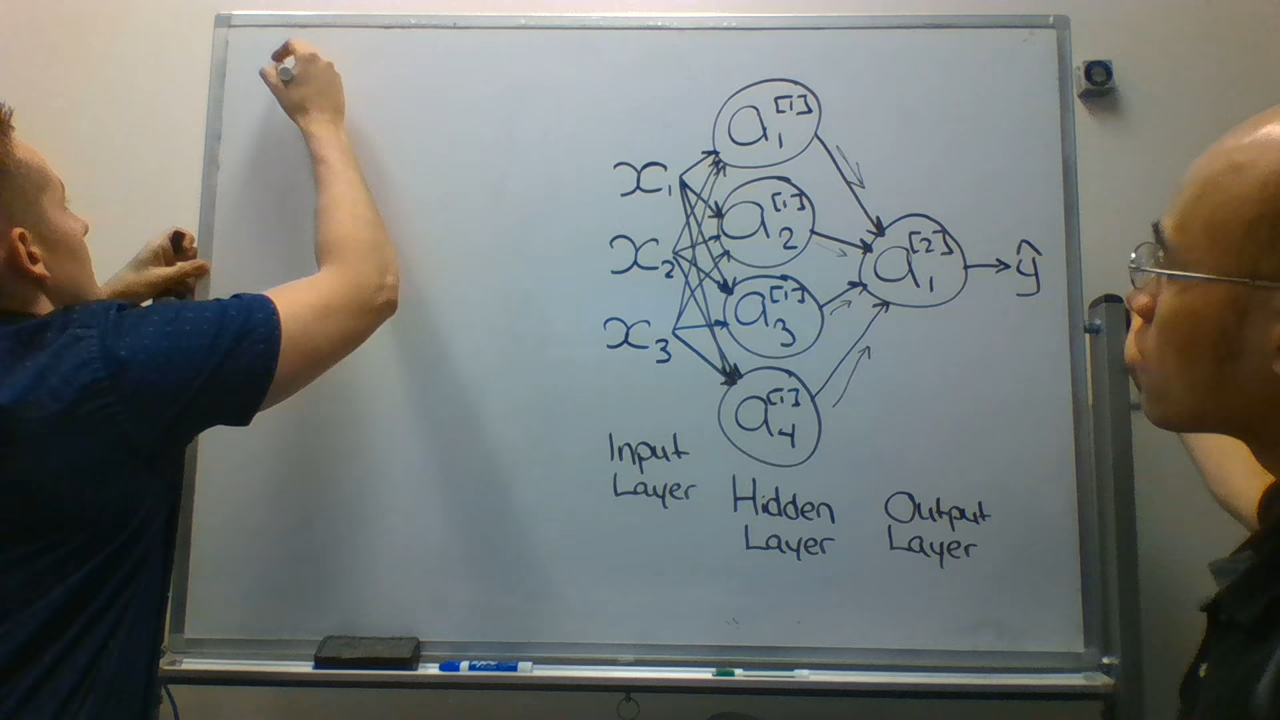 a₁^[1]
x₁
a₂^[1]
x₂
a₁^[2]
ŷ
a₃^[1]
x₃
a₄^[1]
Input
Layer
Hidden
Layer
Output
Layer